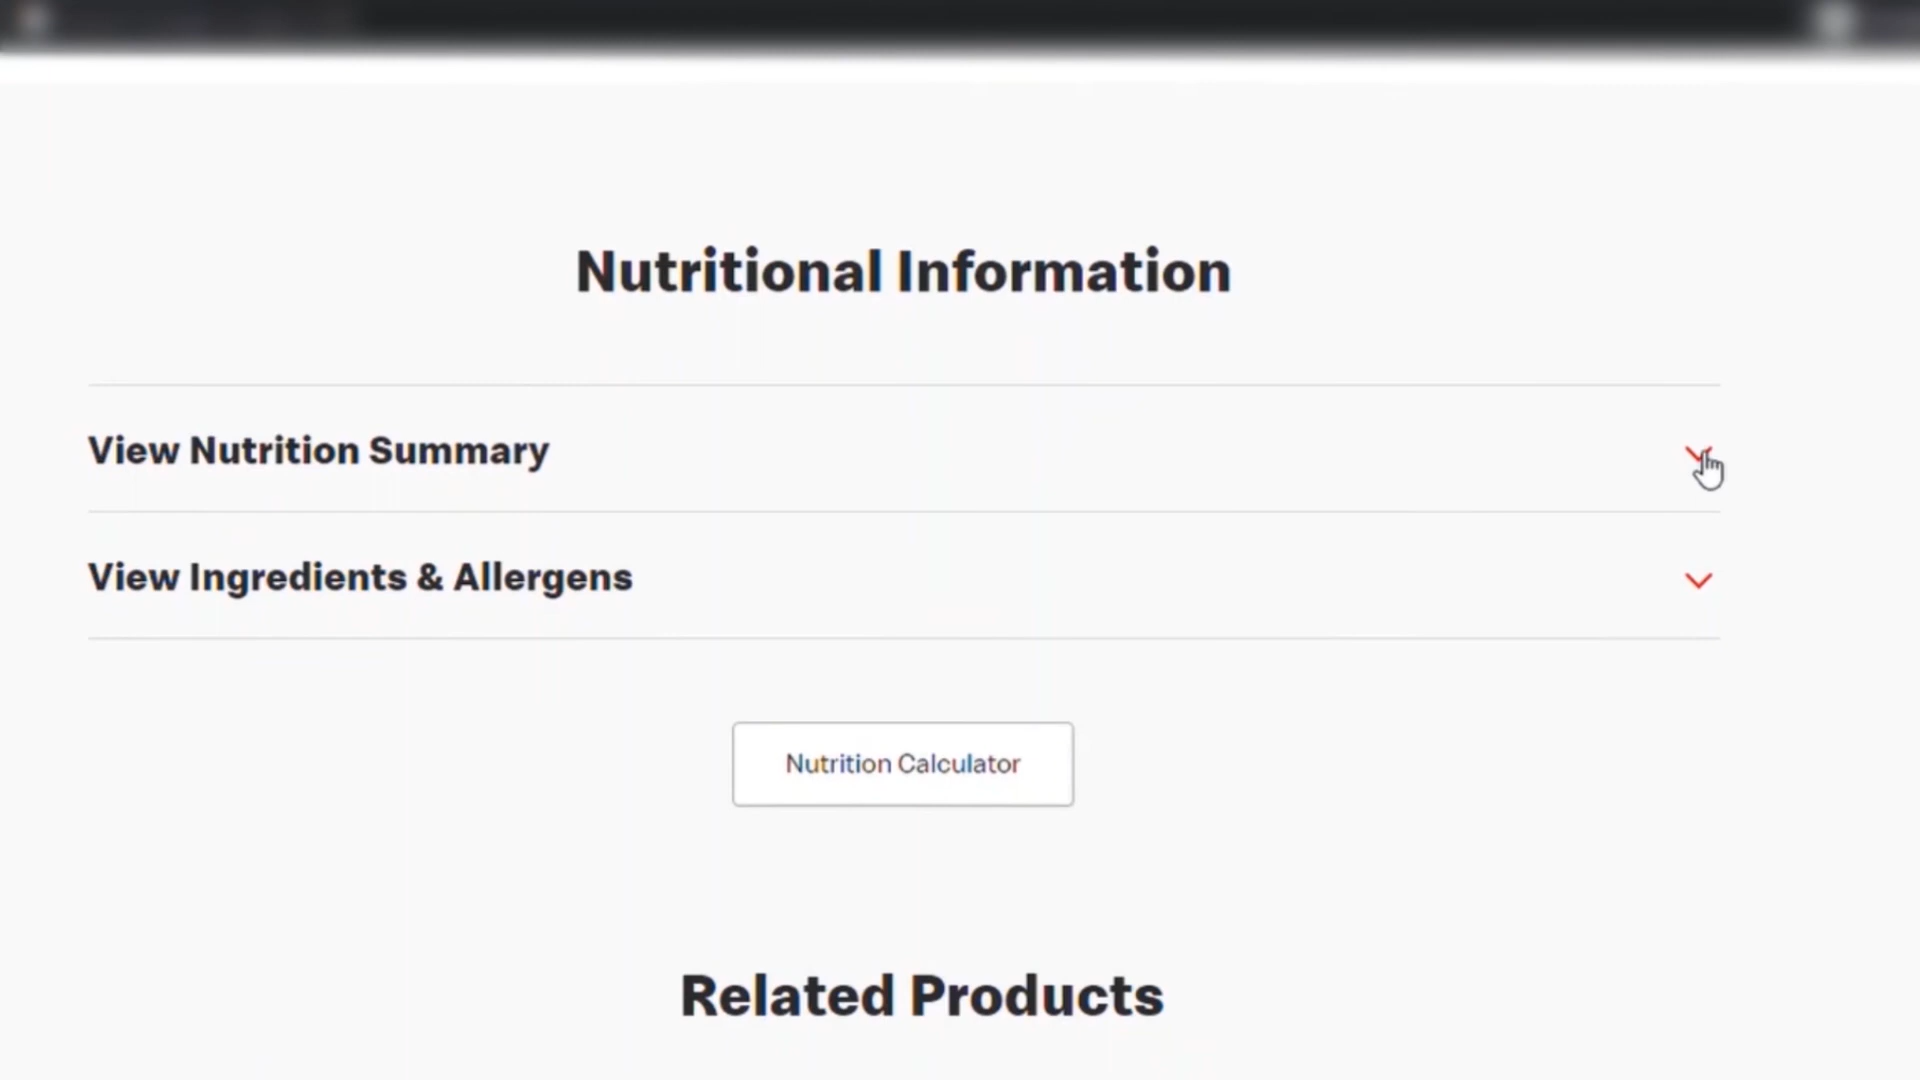 Nutritional Information
View Nutrition Summary
View Ingredients & Allergens
Nutrition Calculator
Related Products